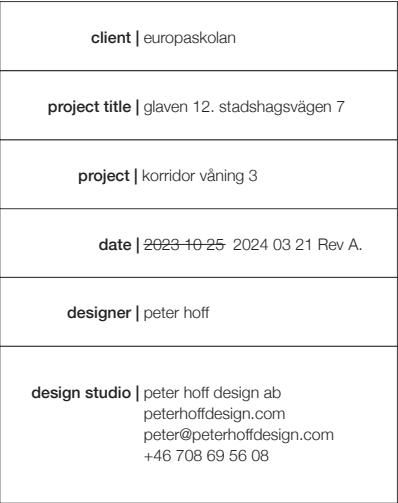 client | europaskolan
project title | glaven 12. stadshagsvägen 7
project | korridor våning 3
date | 2023 10 25 2024 03 21 Rev A.
designer | peter hoff
design studio | peter hoff design ab
peterhoffdesign.com
peter@peterhoffdesign.com
+46 708 69 56 08